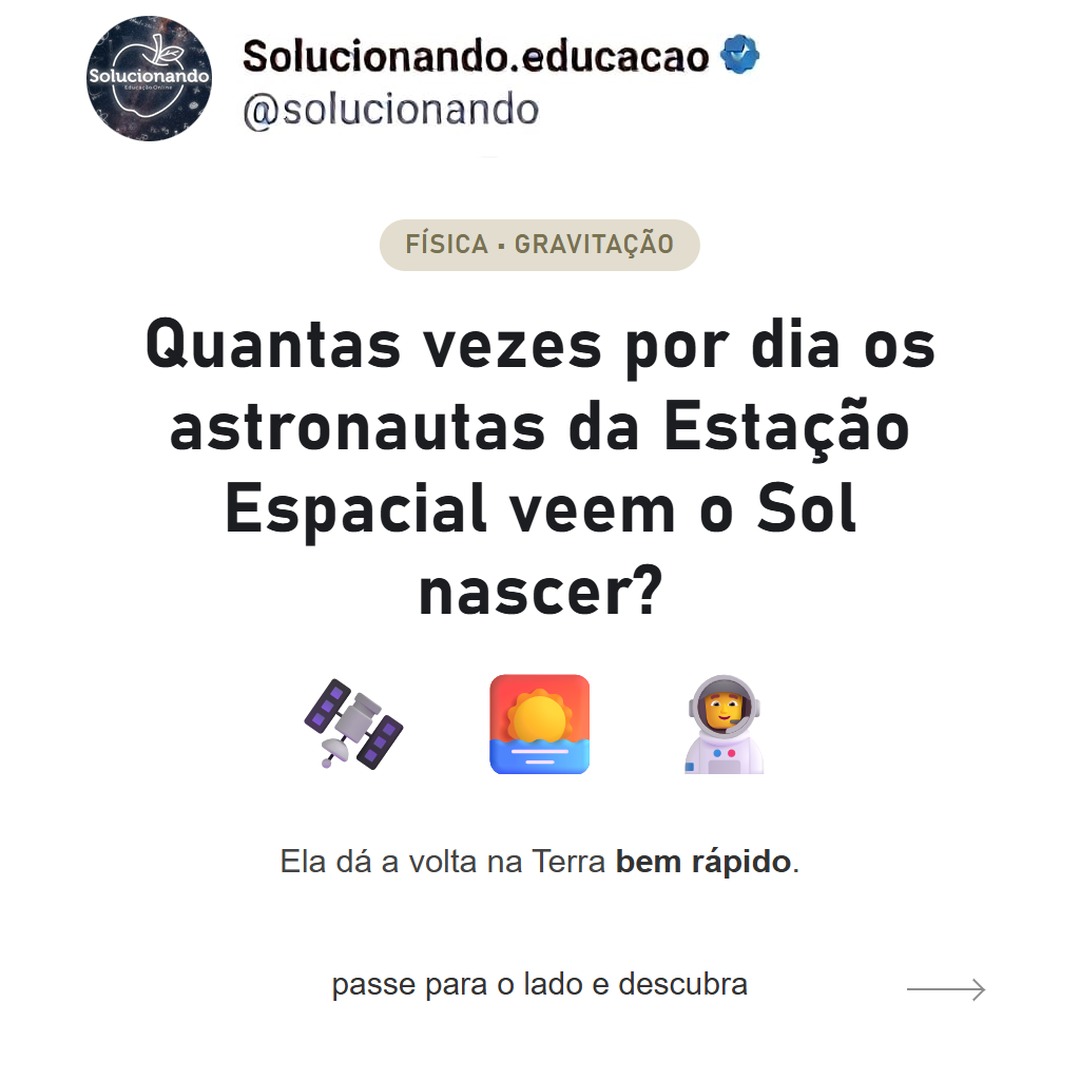 Solucionando
Educação Online
Solucionando.educacao
@solucionando
FÍSICA • GRAVITAÇÃO
Quantas vezes por dia os
astronautas da Estação
Espacial veem o Sol
nascer?
Ela dá a volta na Terra bem rápido.
passe para o lado e descubra